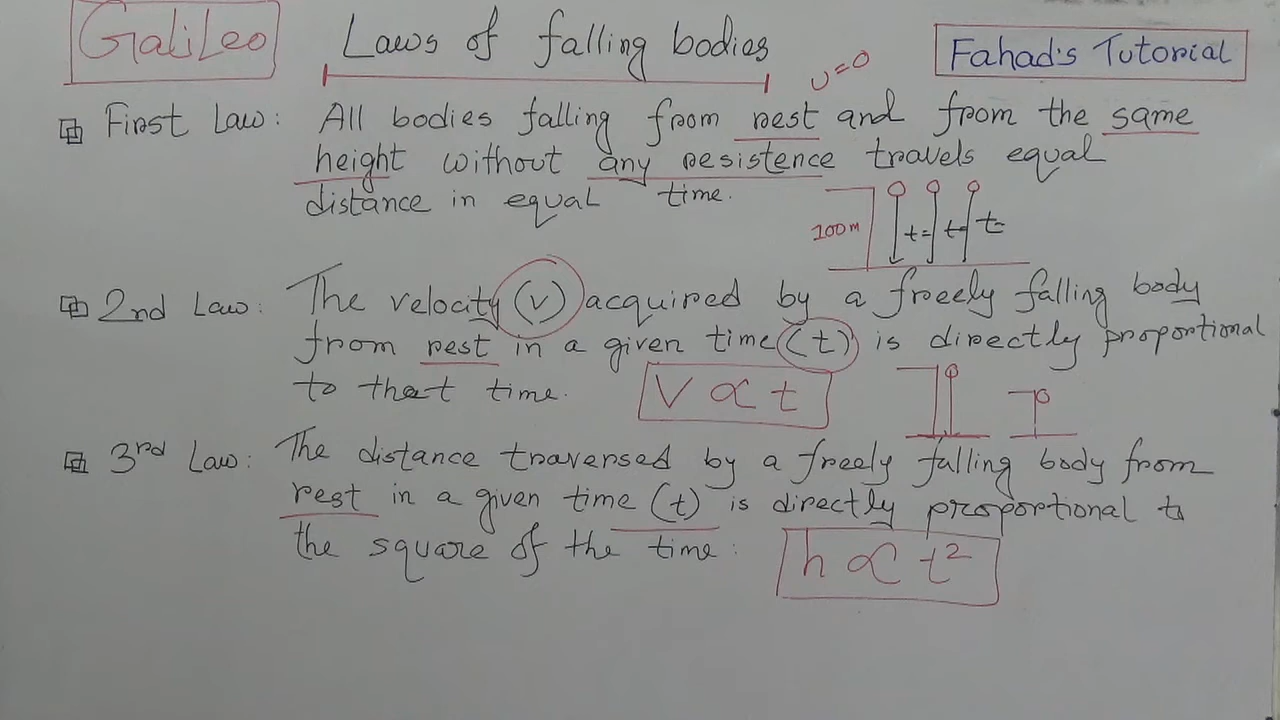 Galileo
Laws of falling bodies
Fahad's Tutorial
u=0
First Law: All bodies falling from rest and from the same
height without any resistence travels equal
distance in equal time.
100m
t= t= t=
2nd Law: The velocity (v) acquired by a freely falling body
from rest in a given time (t) is directly proportional
to that time.
V ∝ t
3rd Law: The distance traversed by a freely falling body from
rest in a given time (t) is directly proportional to
the square of the time:
h ∝ t²